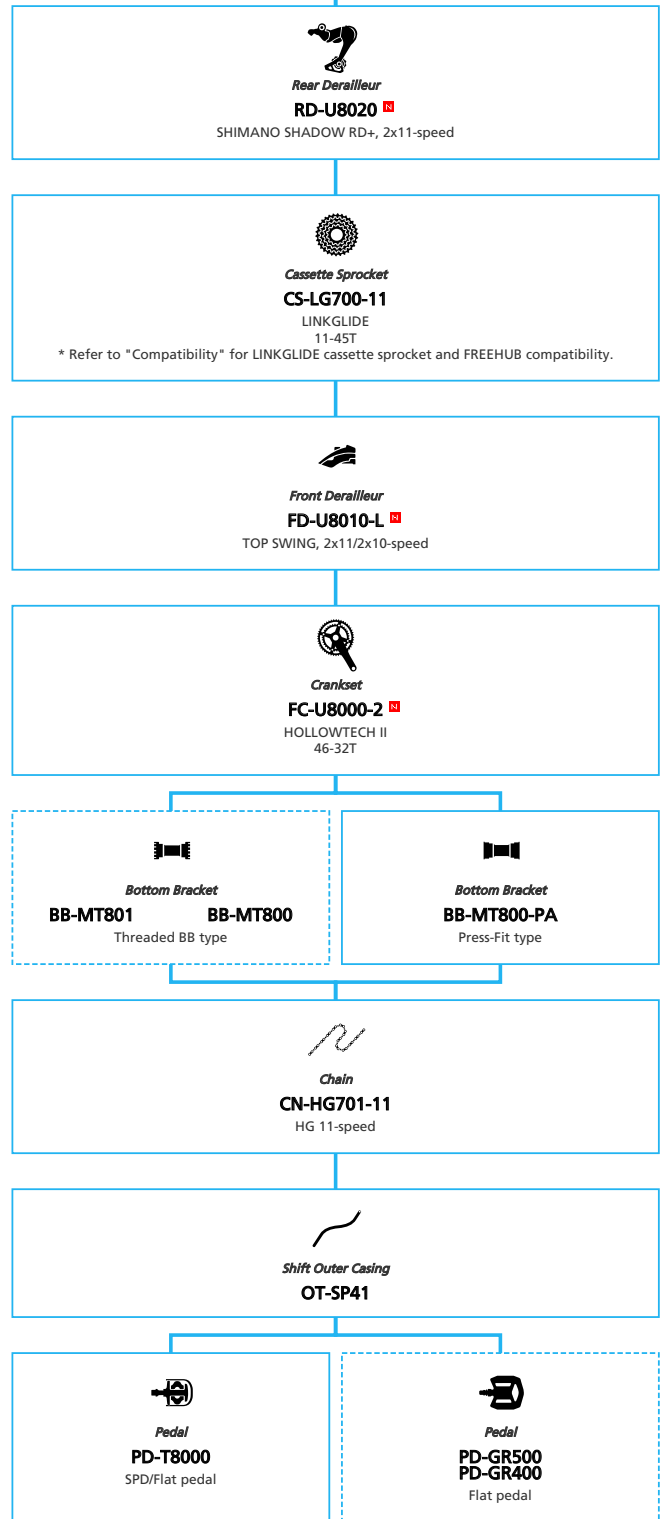 Rear Derailleur
RD-U8020 N
SHIMANO SHADOW RD+, 2x11-speed
Cassette Sprocket
CS-LG700-11
LINKGLIDE
11-45T
* Refer to "Compatibility" for LINKGLIDE cassette sprocket and FREEHUB compatibility.
Front Derailleur
FD-U8010-L N
TOP SWING, 2x11/2x10-speed
Crankset
FC-U8000-2 N
HOLLOWTECH II
46-32T
Bottom Bracket
BB-MT801 BB-MT800
Threaded BB type
Bottom Bracket
BB-MT800-PA
Press-Fit type
Chain
CN-HG701-11
HG 11-speed
Shift Outer Casing
OT-SP41
Pedal
PD-T8000
SPD/Flat pedal
Pedal
PD-GR500
PD-GR400
Flat pedal